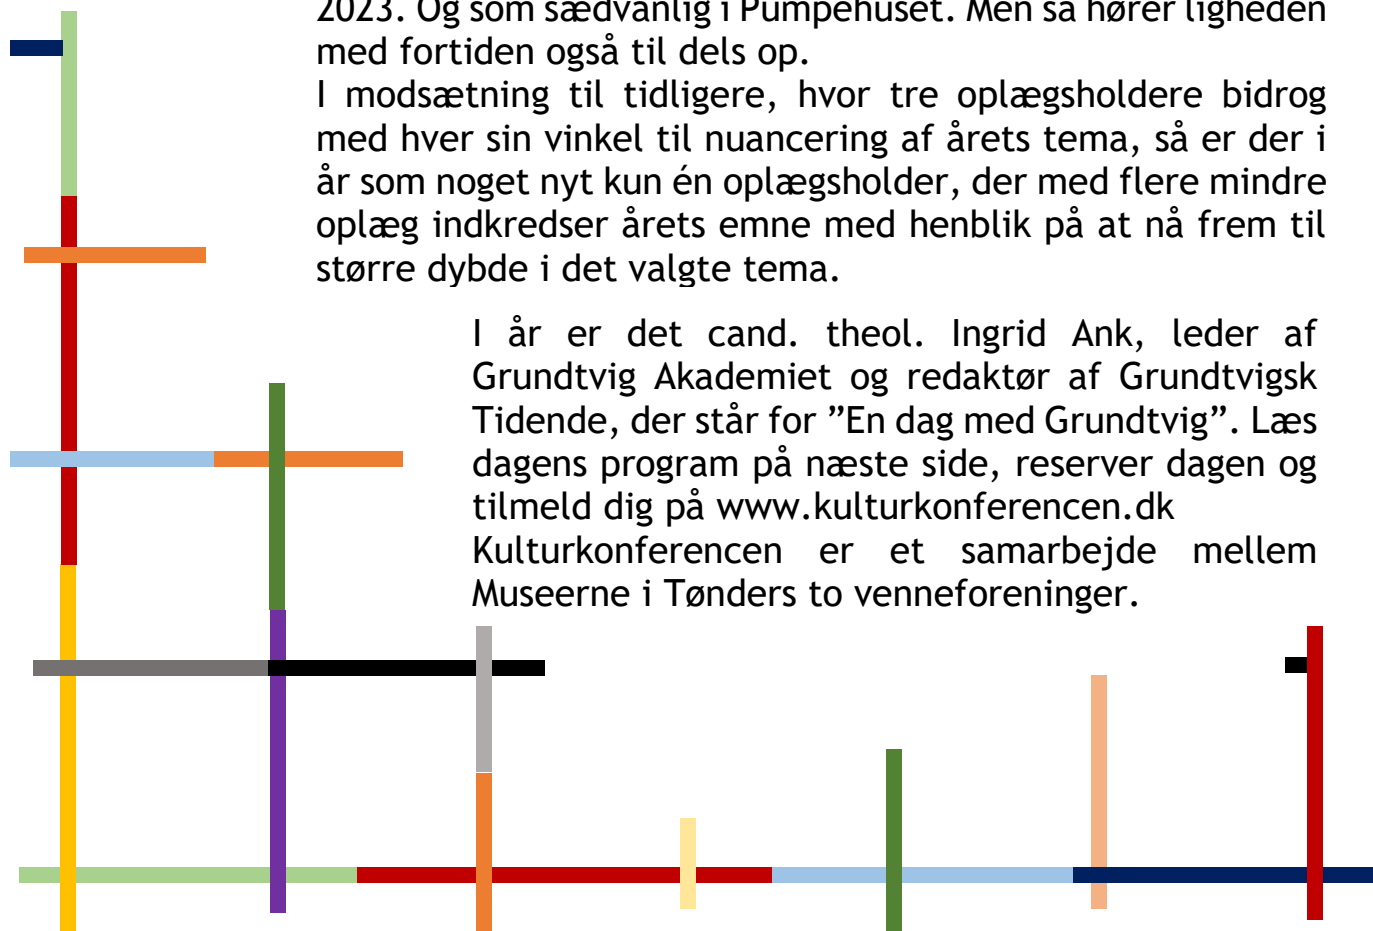 2023. Og som sædvanlig i Pumpehuset. Men så hører ligheden
med fortiden også til dels op.
I modsætning til tidligere, hvor tre oplægsholdere bidrog
med hver sin vinkel til nuancering af årets tema, så er der i
år som noget nyt kun én oplægsholder, der med flere mindre
oplæg indkredser årets emne med henblik på at nå frem til
større dybde i det valgte tema.
I år er det cand. theol. Ingrid Ank, leder af
Grundtvig Akademiet og redaktør af Grundtvigsk
Tidende, der står for ”En dag med Grundtvig”. Læs
dagens program på næste side, reserver dagen og
tilmeld dig på www.kulturkonferencen.dk
Kulturkonferencen er et samarbejde mellem
Museerne i Tønders to venneforeninger.